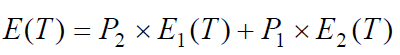 E(T) = P₂ × E₁(T) + P₁ × E₂(T)